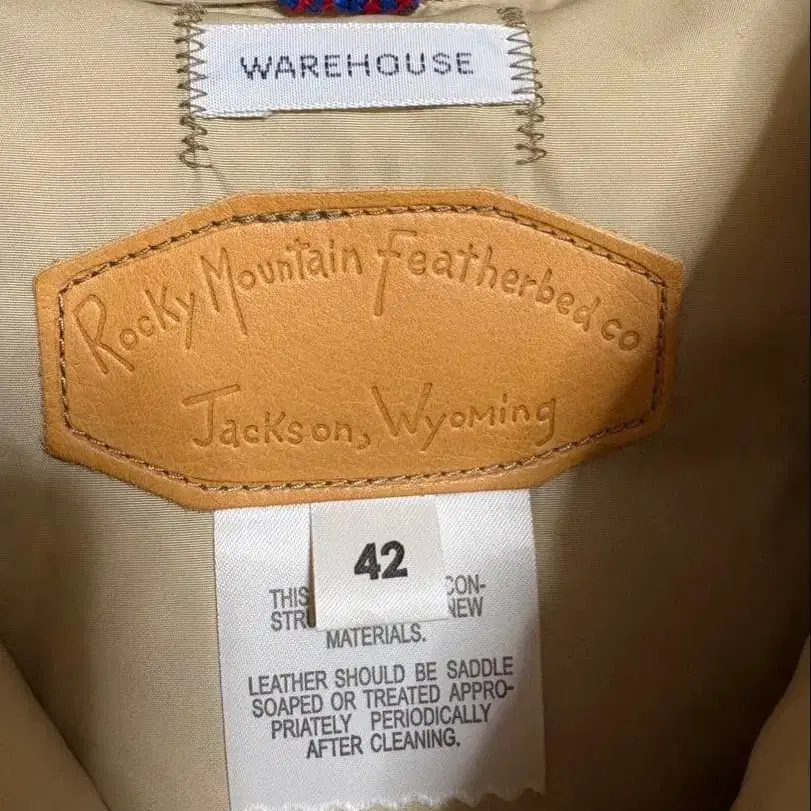 WAREHOUSE
Rocky Mountain Featherbed co
Jackson, Wyoming
42
THIS CON-
STR NEW
MATERIALS.
LEATHER SHOULD BE SADDLE
SOAPED OR TREATED APPRO-
PRIATELY PERIODICALLY
AFTER CLEANING.